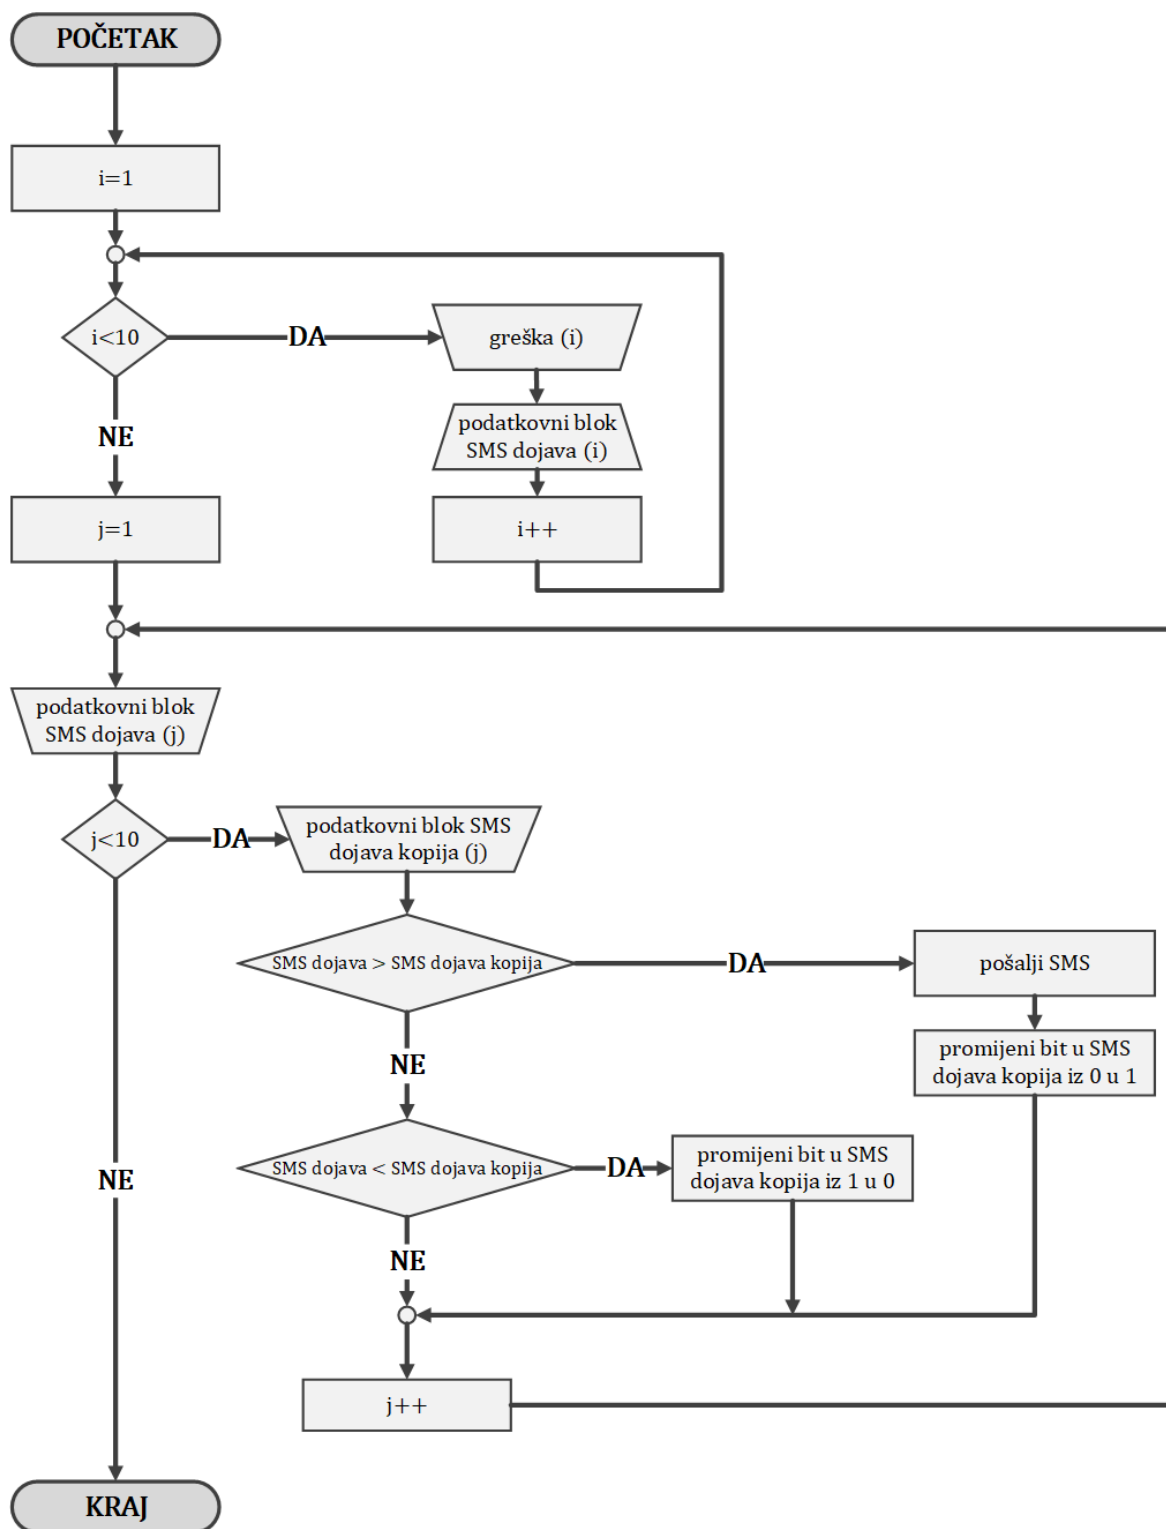 POČETAK
i=1
i<10
DA
greška (i)
podatkovni blok
SMS dojava (i)
i++
NE
j=1
podatkovni blok
SMS dojava (j)
j<10
DA
podatkovni blok SMS
dojava kopija (j)
SMS dojava > SMS dojava kopija
DA
pošalji SMS
promijeni bit u SMS
dojava kopija iz 0 u 1
NE
SMS dojava < SMS dojava kopija
DA
promijeni bit u SMS
dojava kopija iz 1 u 0
NE
NE
j++
KRAJ